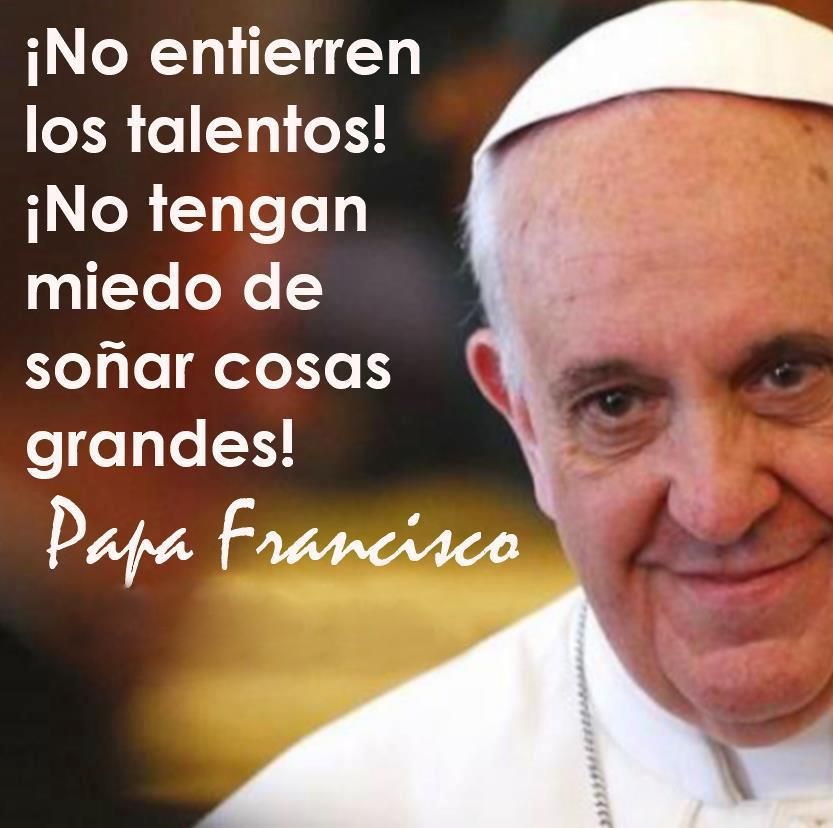 ¡No entierren
los talentos!
¡No tengan
miedo de
soñar cosas
grandes!
Papa Francisco